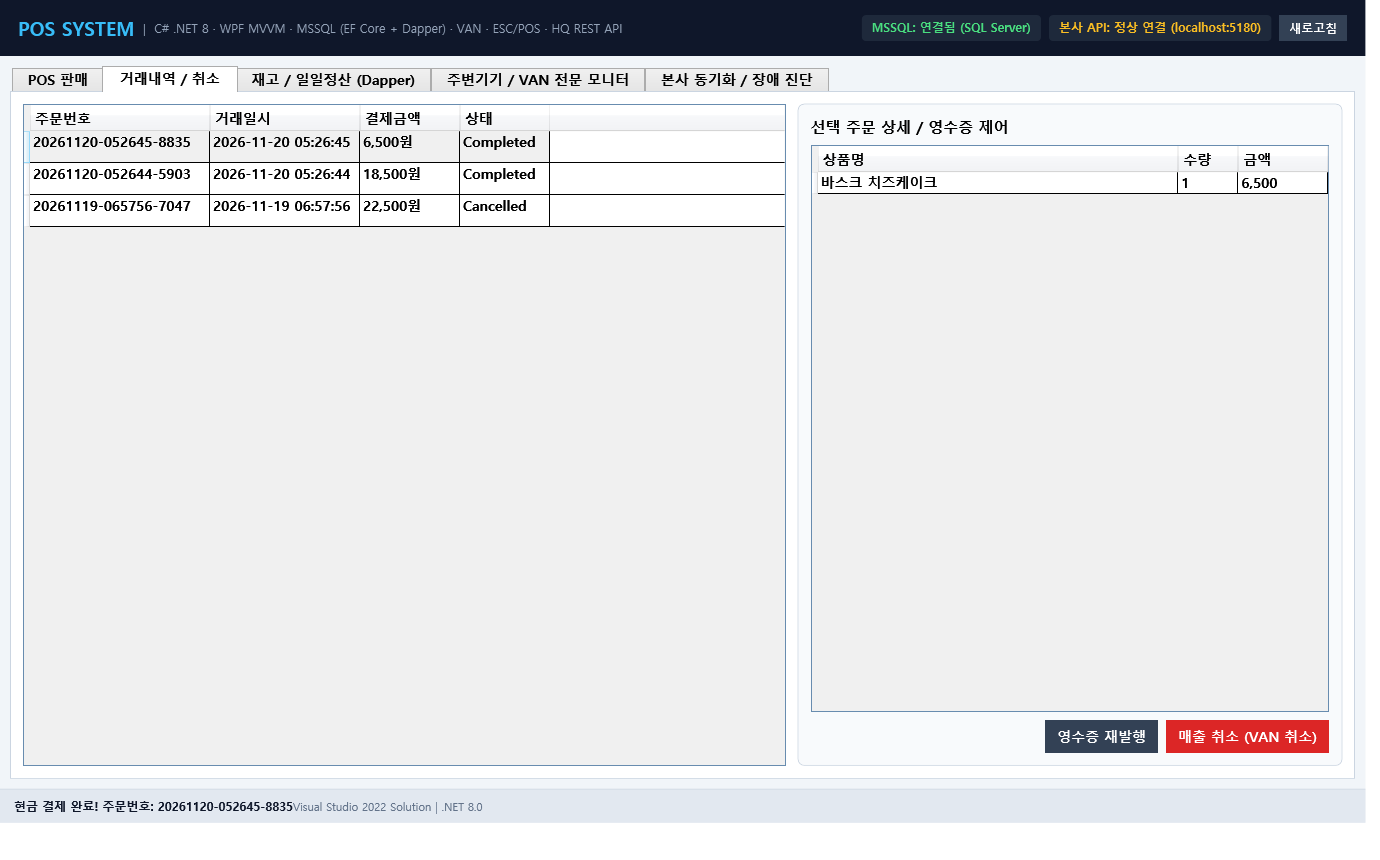 POS SYSTEM | C# .NET 8 · WPF MVVM · MSSQL (EF Core + Dapper) · VAN · ESC/POS · HQ REST API MSSQL: 연결됨 (SQL Server) 본사 API: 정상 연결 (localhost:5180) 새로고침
POS 판매 거래내역 / 취소 재고 / 일일정산 (Dapper) 주변기기 / VAN 전문 모니터 본사 동기화 / 장애 진단
주문번호 거래일시 결제금액 상태
20261120-052645-8835 2026-11-20 05:26:45 6,500원 Completed
20261120-052644-5903 2026-11-20 05:26:44 18,500원 Completed
20261119-065756-7047 2026-11-19 06:57:56 22,500원 Cancelled
선택 주문 상세 / 영수증 제어
상품명 수량 금액
바스크 치즈케이크 1 6,500
영수증 재발행 매출 취소 (VAN 취소)
현금 결제 완료! 주문번호: 20261120-052645-8835Visual Studio 2022 Solution | .NET 8.0